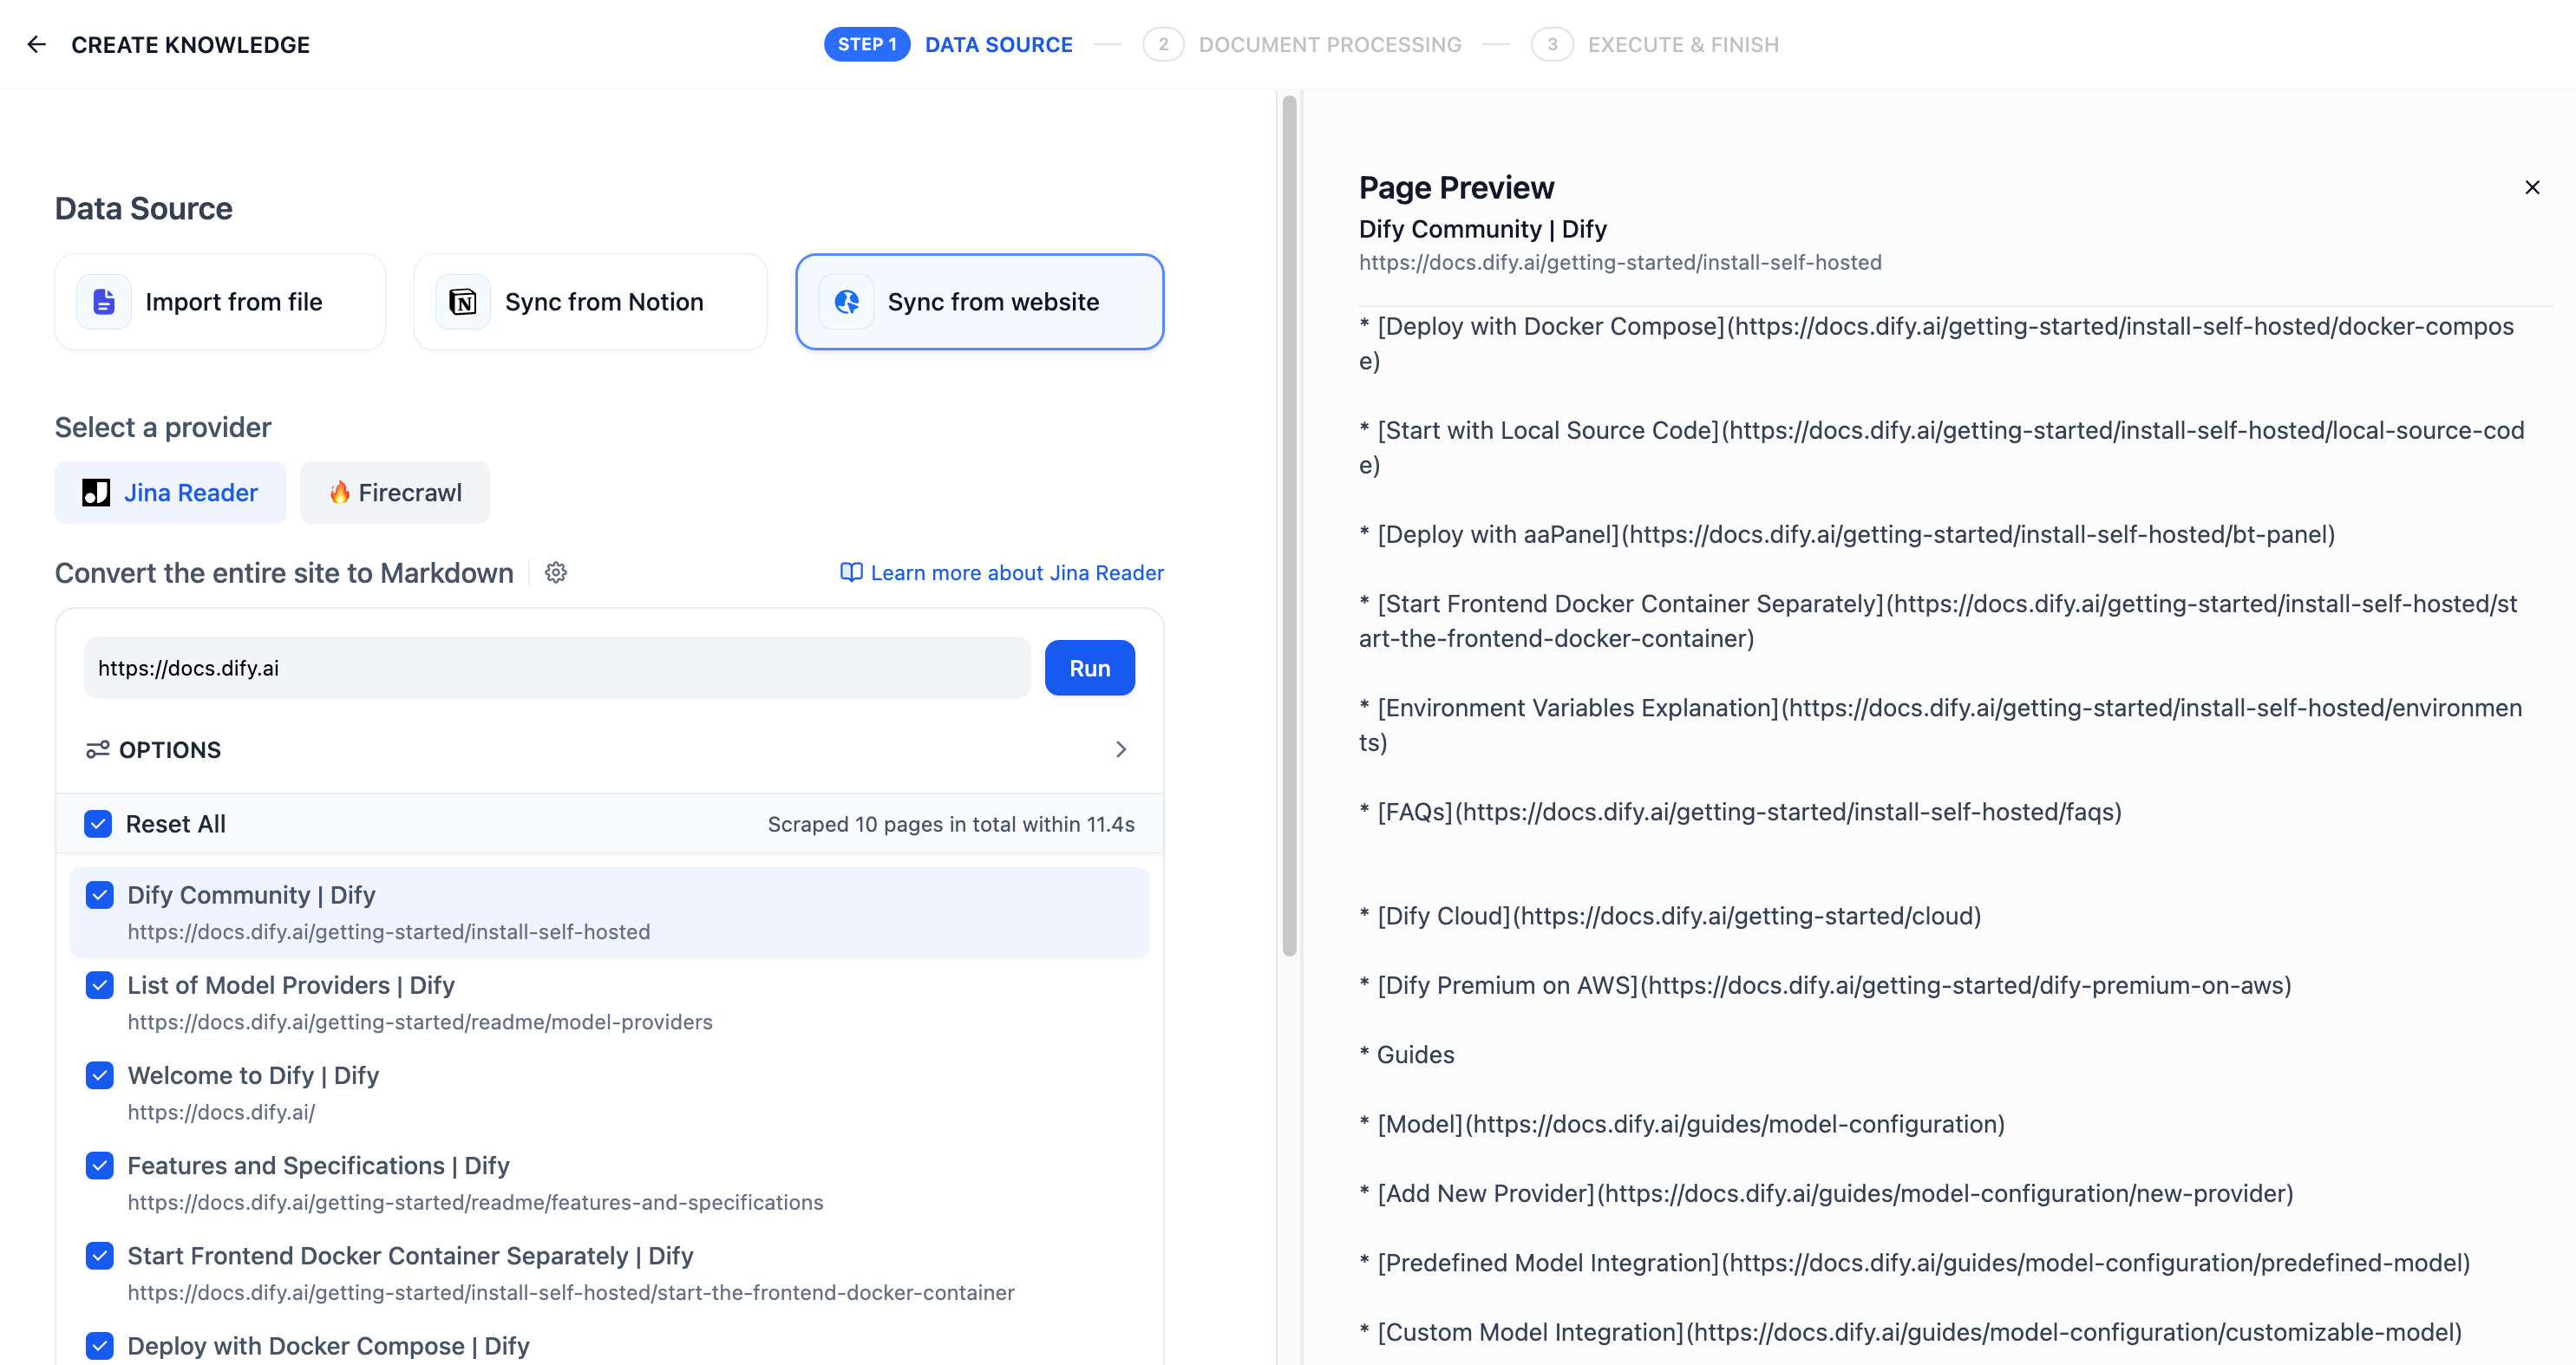 CREATE KNOWLEDGE
STEP 1 DATA SOURCE 2 DOCUMENT PROCESSING 3 EXECUTE & FINISH
Data Source
Import from file
Sync from Notion
Sync from website
Select a provider
Jina Reader
Firecrawl
Convert the entire site to Markdown
Learn more about Jina Reader
https://docs.dify.ai
Run
OPTIONS
Reset All
Scraped 10 pages in total within 11.4s
Dify Community | Dify
https://docs.dify.ai/getting-started/install-self-hosted
List of Model Providers | Dify
https://docs.dify.ai/getting-started/readme/model-providers
Welcome to Dify | Dify
https://docs.dify.ai/
Features and Specifications | Dify
https://docs.dify.ai/getting-started/readme/features-and-specifications
Start Frontend Docker Container Separately | Dify
https://docs.dify.ai/getting-started/install-self-hosted/start-the-frontend-docker-container
Deploy with Docker Compose | Dify
Page Preview
Dify Community | Dify
https://docs.dify.ai/getting-started/install-self-hosted
* [Deploy with Docker Compose](https://docs.dify.ai/getting-started/install-self-hosted/docker-compos
e)
* [Start with Local Source Code](https://docs.dify.ai/getting-started/install-self-hosted/local-source-cod
e)
* [Deploy with aaPanel](https://docs.dify.ai/getting-started/install-self-hosted/bt-panel)
* [Start Frontend Docker Container Separately](https://docs.dify.ai/getting-started/install-self-hosted/st
art-the-frontend-docker-container)
* [Environment Variables Explanation](https://docs.dify.ai/getting-started/install-self-hosted/environmen
ts)
* [FAQs](https://docs.dify.ai/getting-started/install-self-hosted/faqs)
* [Dify Cloud](https://docs.dify.ai/getting-started/cloud)
* [Dify Premium on AWS](https://docs.dify.ai/getting-started/dify-premium-on-aws)
* Guides
* [Model](https://docs.dify.ai/guides/model-configuration)
* [Add New Provider](https://docs.dify.ai/guides/model-configuration/new-provider)
* [Predefined Model Integration](https://docs.dify.ai/guides/model-configuration/predefined-model)
* [Custom Model Integration](https://docs.dify.ai/guides/model-configuration/customizable-model)